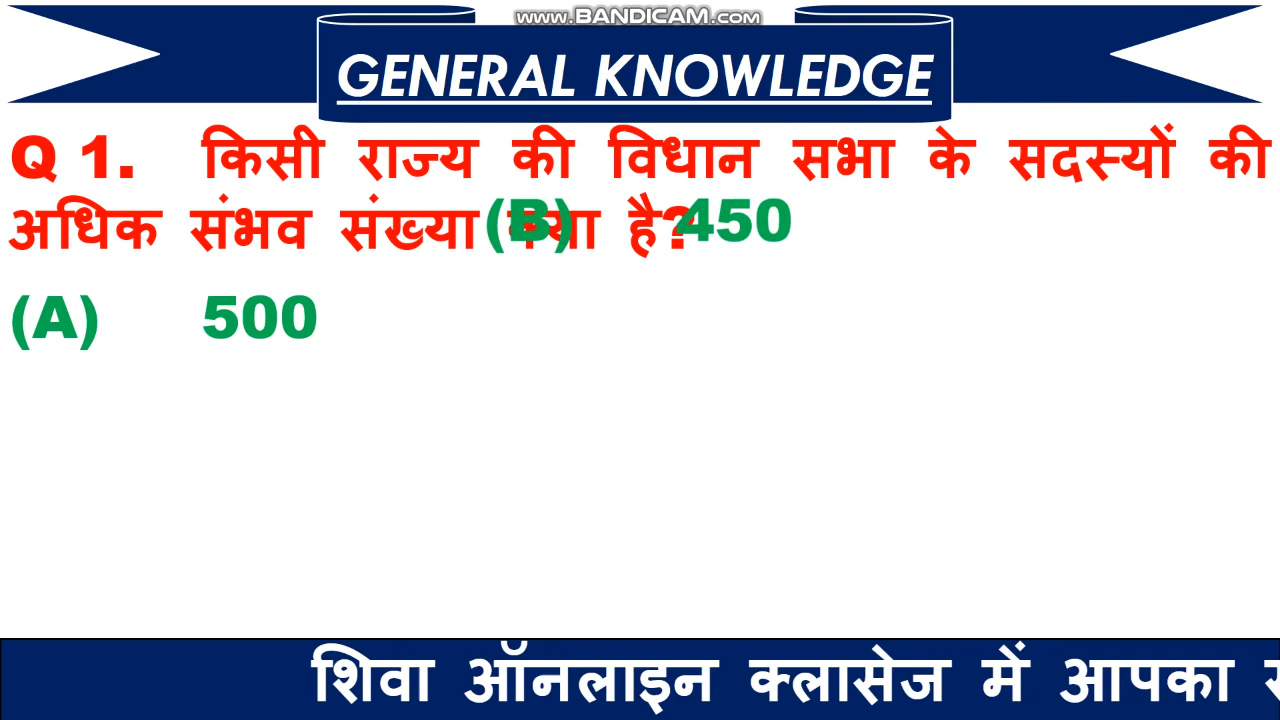 www.BANDICAM.com
GENERAL KNOWLEDGE
Q 1. किसी राज्य की विधान सभा के सदस्यों की
अधिक संभव संख्या क्या है?
(B) 450
(A) 500
शिवा ऑनलाइन क्लासेज में आपका